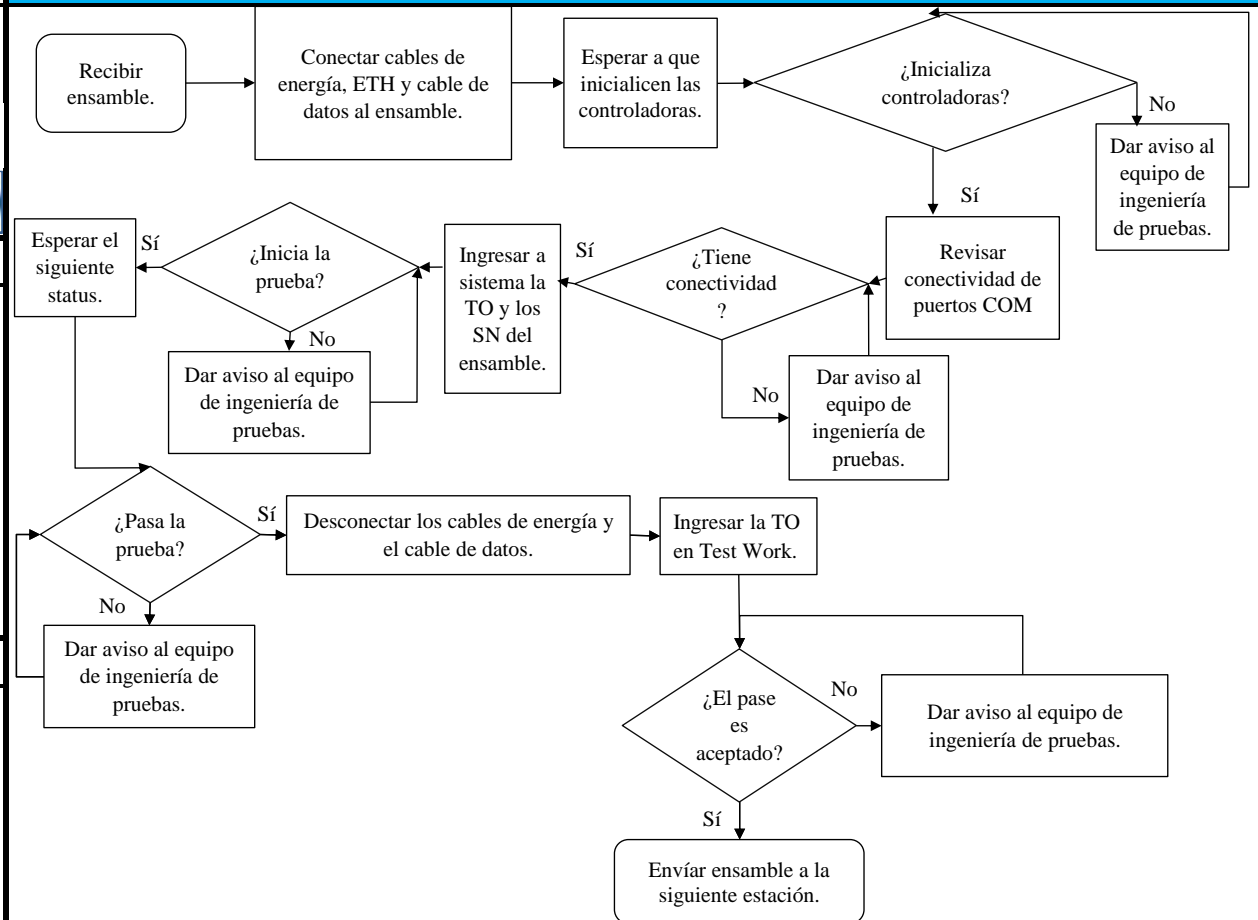 Recibir
ensamble.
Conectar cables de
energía, ETH y cable de
datos al ensamble.
Esperar a que
inicialicen las
controladoras.
¿Inicializa
controladoras?
No
Dar aviso al
equipo de
ingeniería
de pruebas.
Sí
Revisar
conectividad de
puertos COM
¿Tiene
conectividad
?
No
Dar aviso al
equipo de
ingeniería de
pruebas.
Sí
Ingresar a
sistema la
TO y los
SN del
ensamble.
¿Inicia la
prueba?
No
Dar aviso al equipo
de ingeniería de
pruebas.
Sí
Esperar el
siguiente
status.
¿Pasa la
prueba?
No
Dar aviso al equipo
de ingeniería de
pruebas.
Sí
Desconectar los cables de energía y
el cable de datos.
Ingresar la TO
en Test Work.
¿El pase
es
aceptado?
No
Dar aviso al equipo de
ingeniería de pruebas.
Sí
Envíar ensamble a la
siguiente estación.